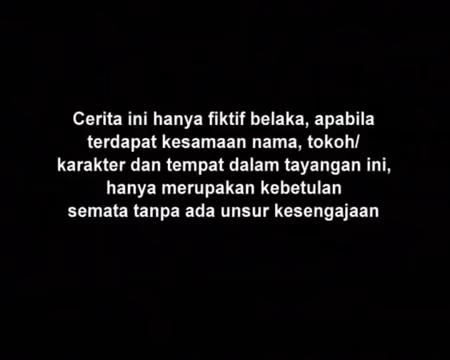 Cerita ini hanya fiktif belaka, apabila
terdapat kesamaan nama, tokoh/
karakter dan tempat dalam tayangan ini,
hanya merupakan kebetulan
semata tanpa ada unsur kesengajaan